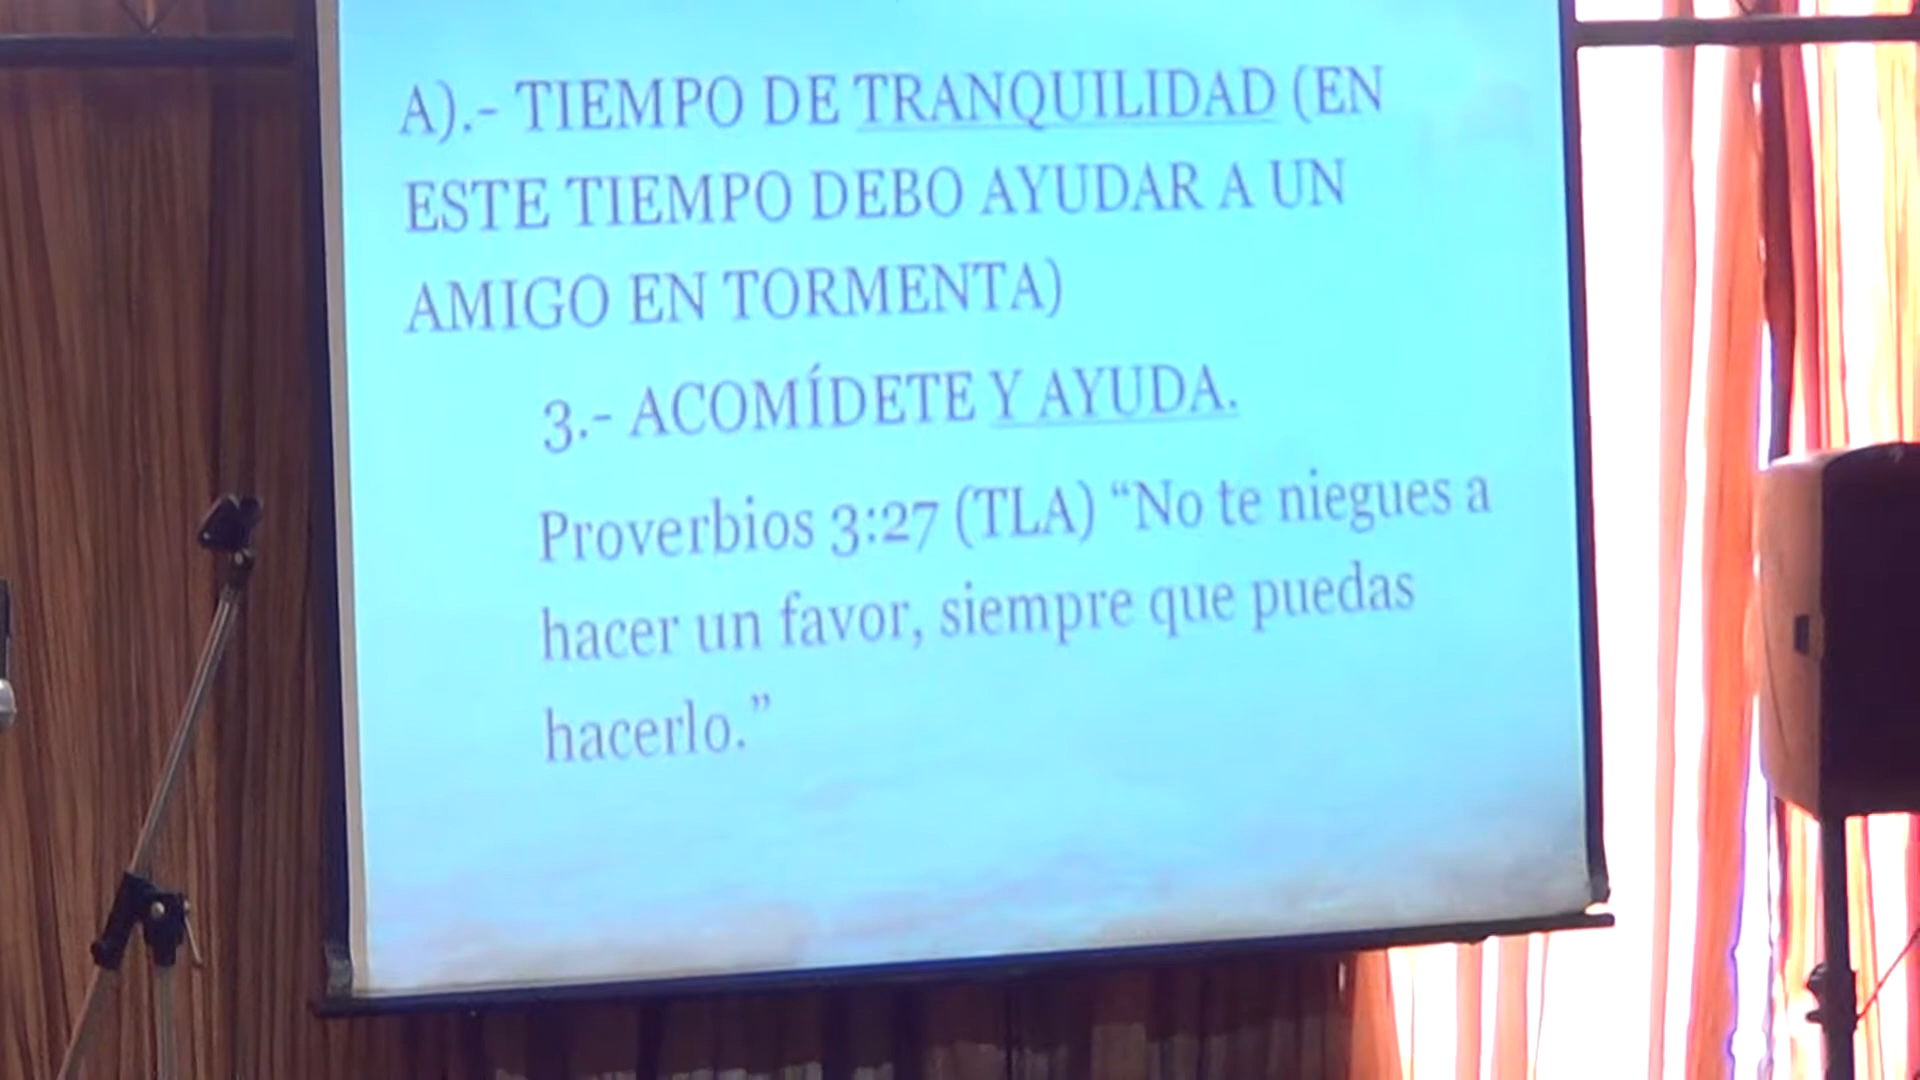 A).- TIEMPO DE TRANQUILIDAD (EN
ESTE TIEMPO DEBO AYUDAR A UN
AMIGO EN TORMENTA)
3.- ACOMÍDETE Y AYUDA.
Proverbios 3:27 (TLA) “No te niegues a
hacer un favor, siempre que puedas
hacerlo.”